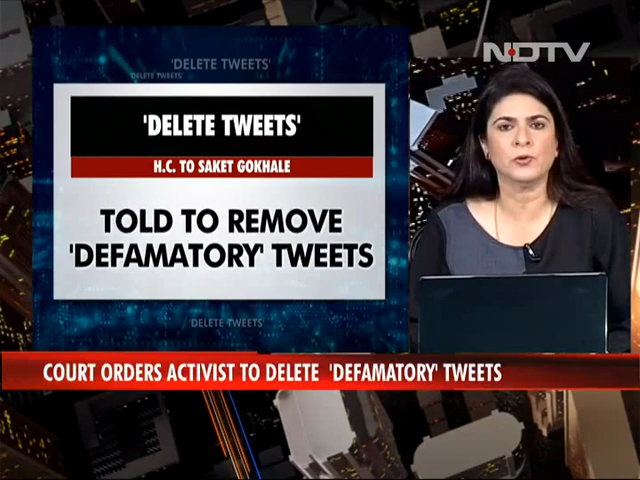 'DELETE TWEETS'
'DELETE TWEETS'
NDTV
'DELETE TWEETS'
H.C. TO SAKET GOKHALE
TOLD TO REMOVE
'DEFAMATORY' TWEETS
'DELETE TWEETS'
COURT ORDERS ACTIVIST TO DELETE 'DEFAMATORY' TWEETS